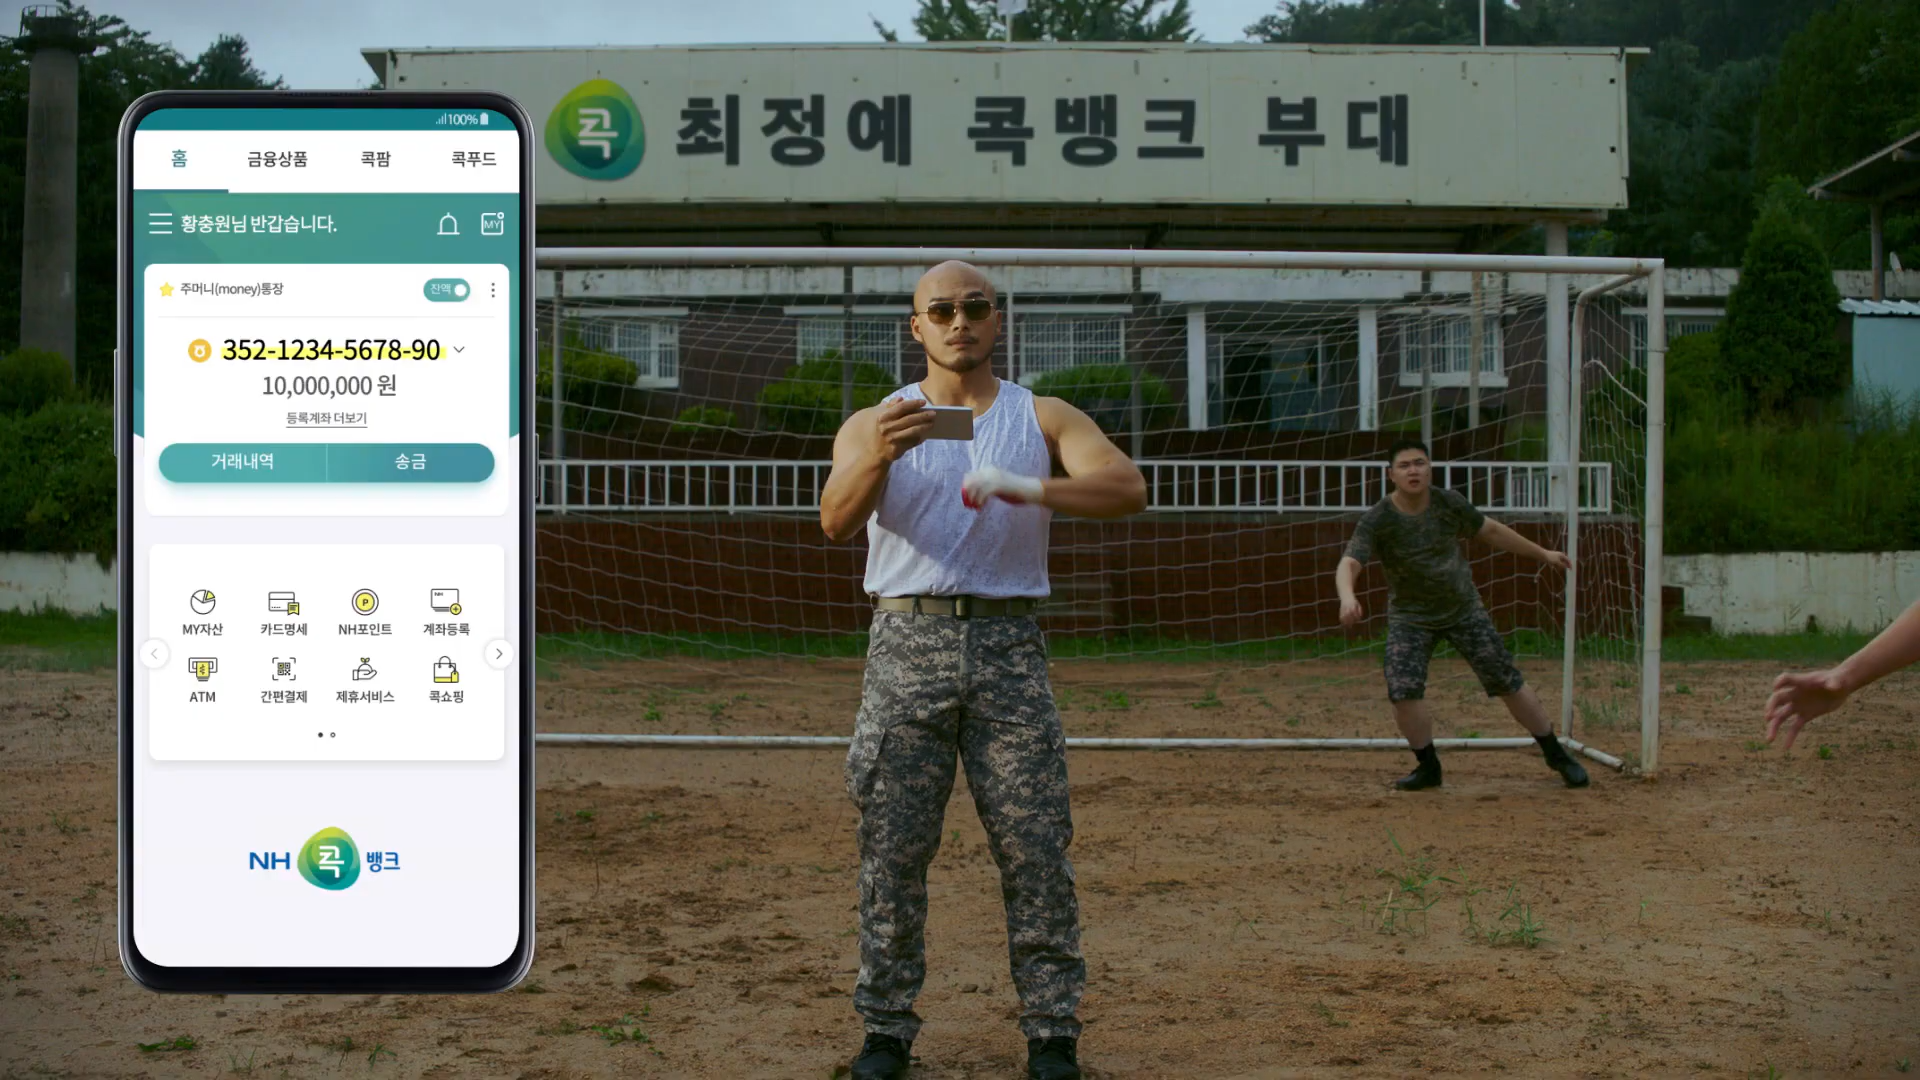 콕 최정예 콕뱅크 부대
100%
홈 금융상품 콕팜 콕푸드
황충원님 반갑습니다. MY
주머니(money)통장 잔액
352-1234-5678-90
10,000,000 원
등록계좌 더보기
거래내역 송금
MY자산 카드명세 NH포인트 계좌등록
ATM 간편결제 제휴서비스 콕쇼핑
NH 콕 뱅크